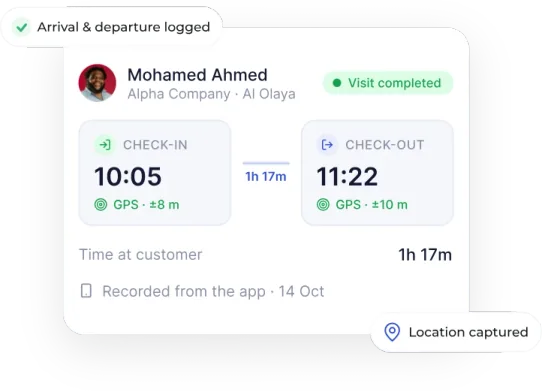 Arrival & departure logged
Mohamed Ahmed
Alpha Company · Al Olaya
Visit completed
CHECK-IN
10:05
GPS · ±8 m
1h 17m
CHECK-OUT
11:22
GPS · ±10 m
Time at customer
1h 17m
Recorded from the app · 14 Oct
Location captured